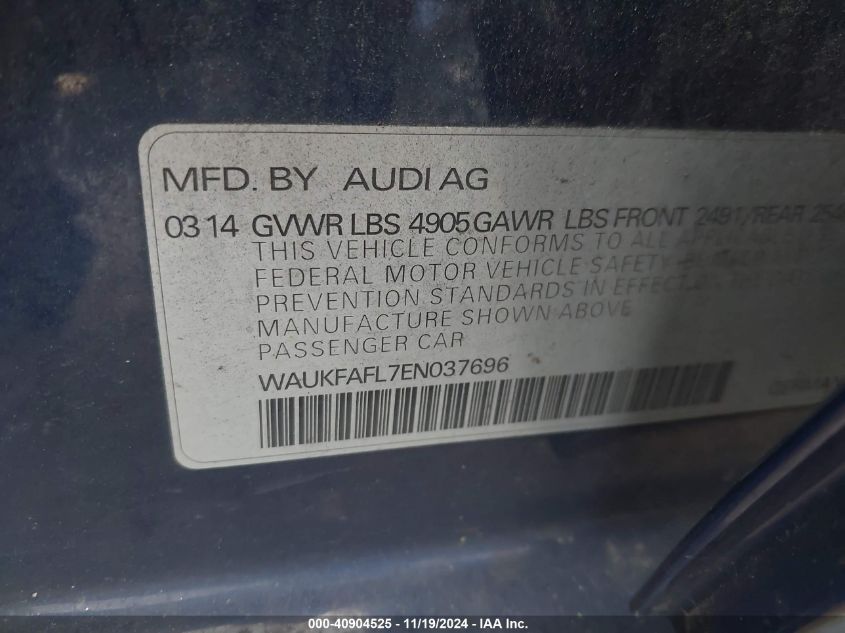 MFD. BY AUDI AG
03 14 GVWR LBS 4905 GAWR LBS FRONT 2491/REAR
THIS VEHICLE CONFORMS TO ALL
FEDERAL MOTOR VEHICLE SAFETY
PREVENTION STANDARDS IN EFFECT
MANUFACTURE SHOWN ABOVE
PASSENGER CAR
WAUKFAFL7EN037696
000-40904525 - 11/19/2024 - IAA Inc.